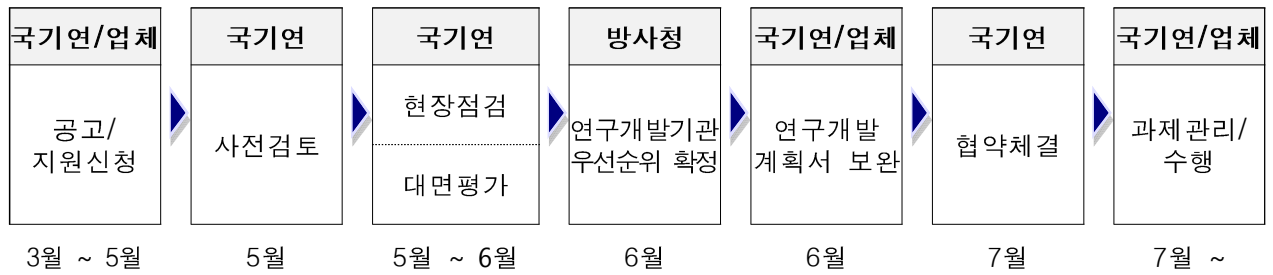 국기연/업체 국기연 국기연 방사청 국기연/업체 국기연 국기연/업체
공고/
지원신청
사전검토
현장점검
대면평가
연구개발기관
우선순위 확정
연구개발
계획서 보완
협약체결
과제관리/
수행
3월 ~ 5월 5월 5월 ~ 6월 6월 6월 7월 7월 ~